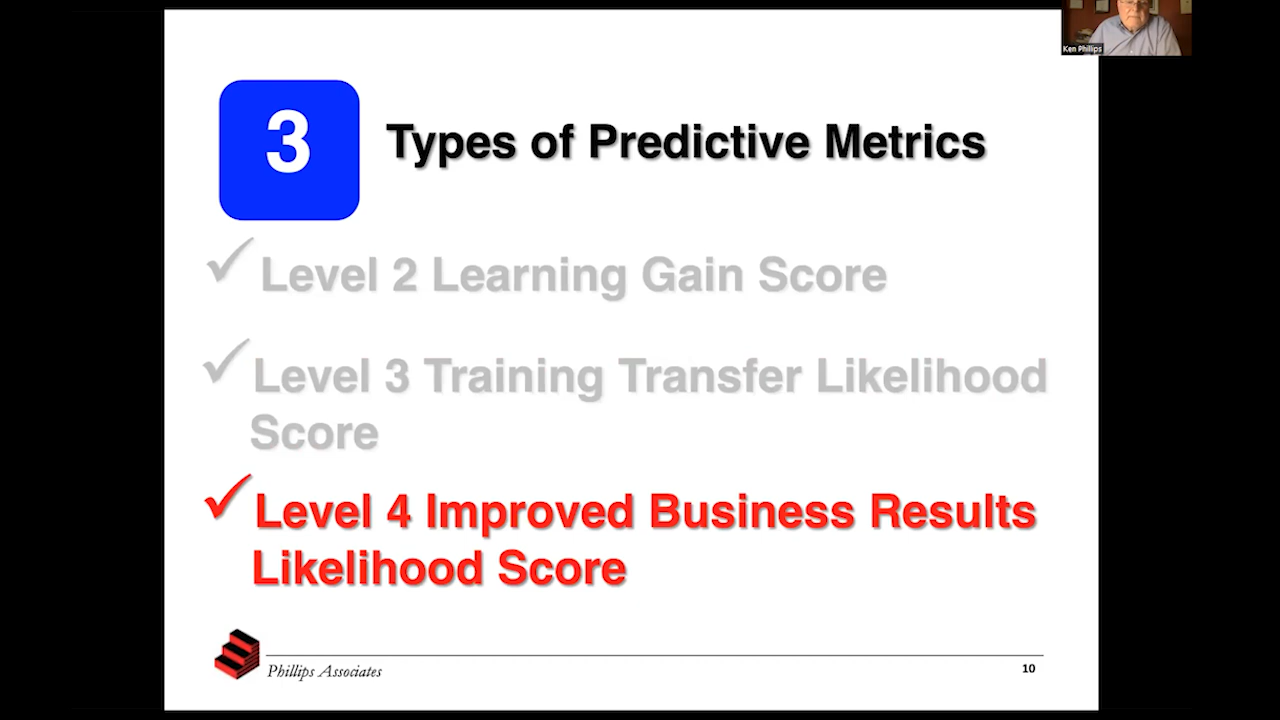 Ken Phillips
3
Types of Predictive Metrics
Level 2 Learning Gain Score
Level 3 Training Transfer Likelihood
Score
Level 4 Improved Business Results
Likelihood Score
Phillips Associates
10